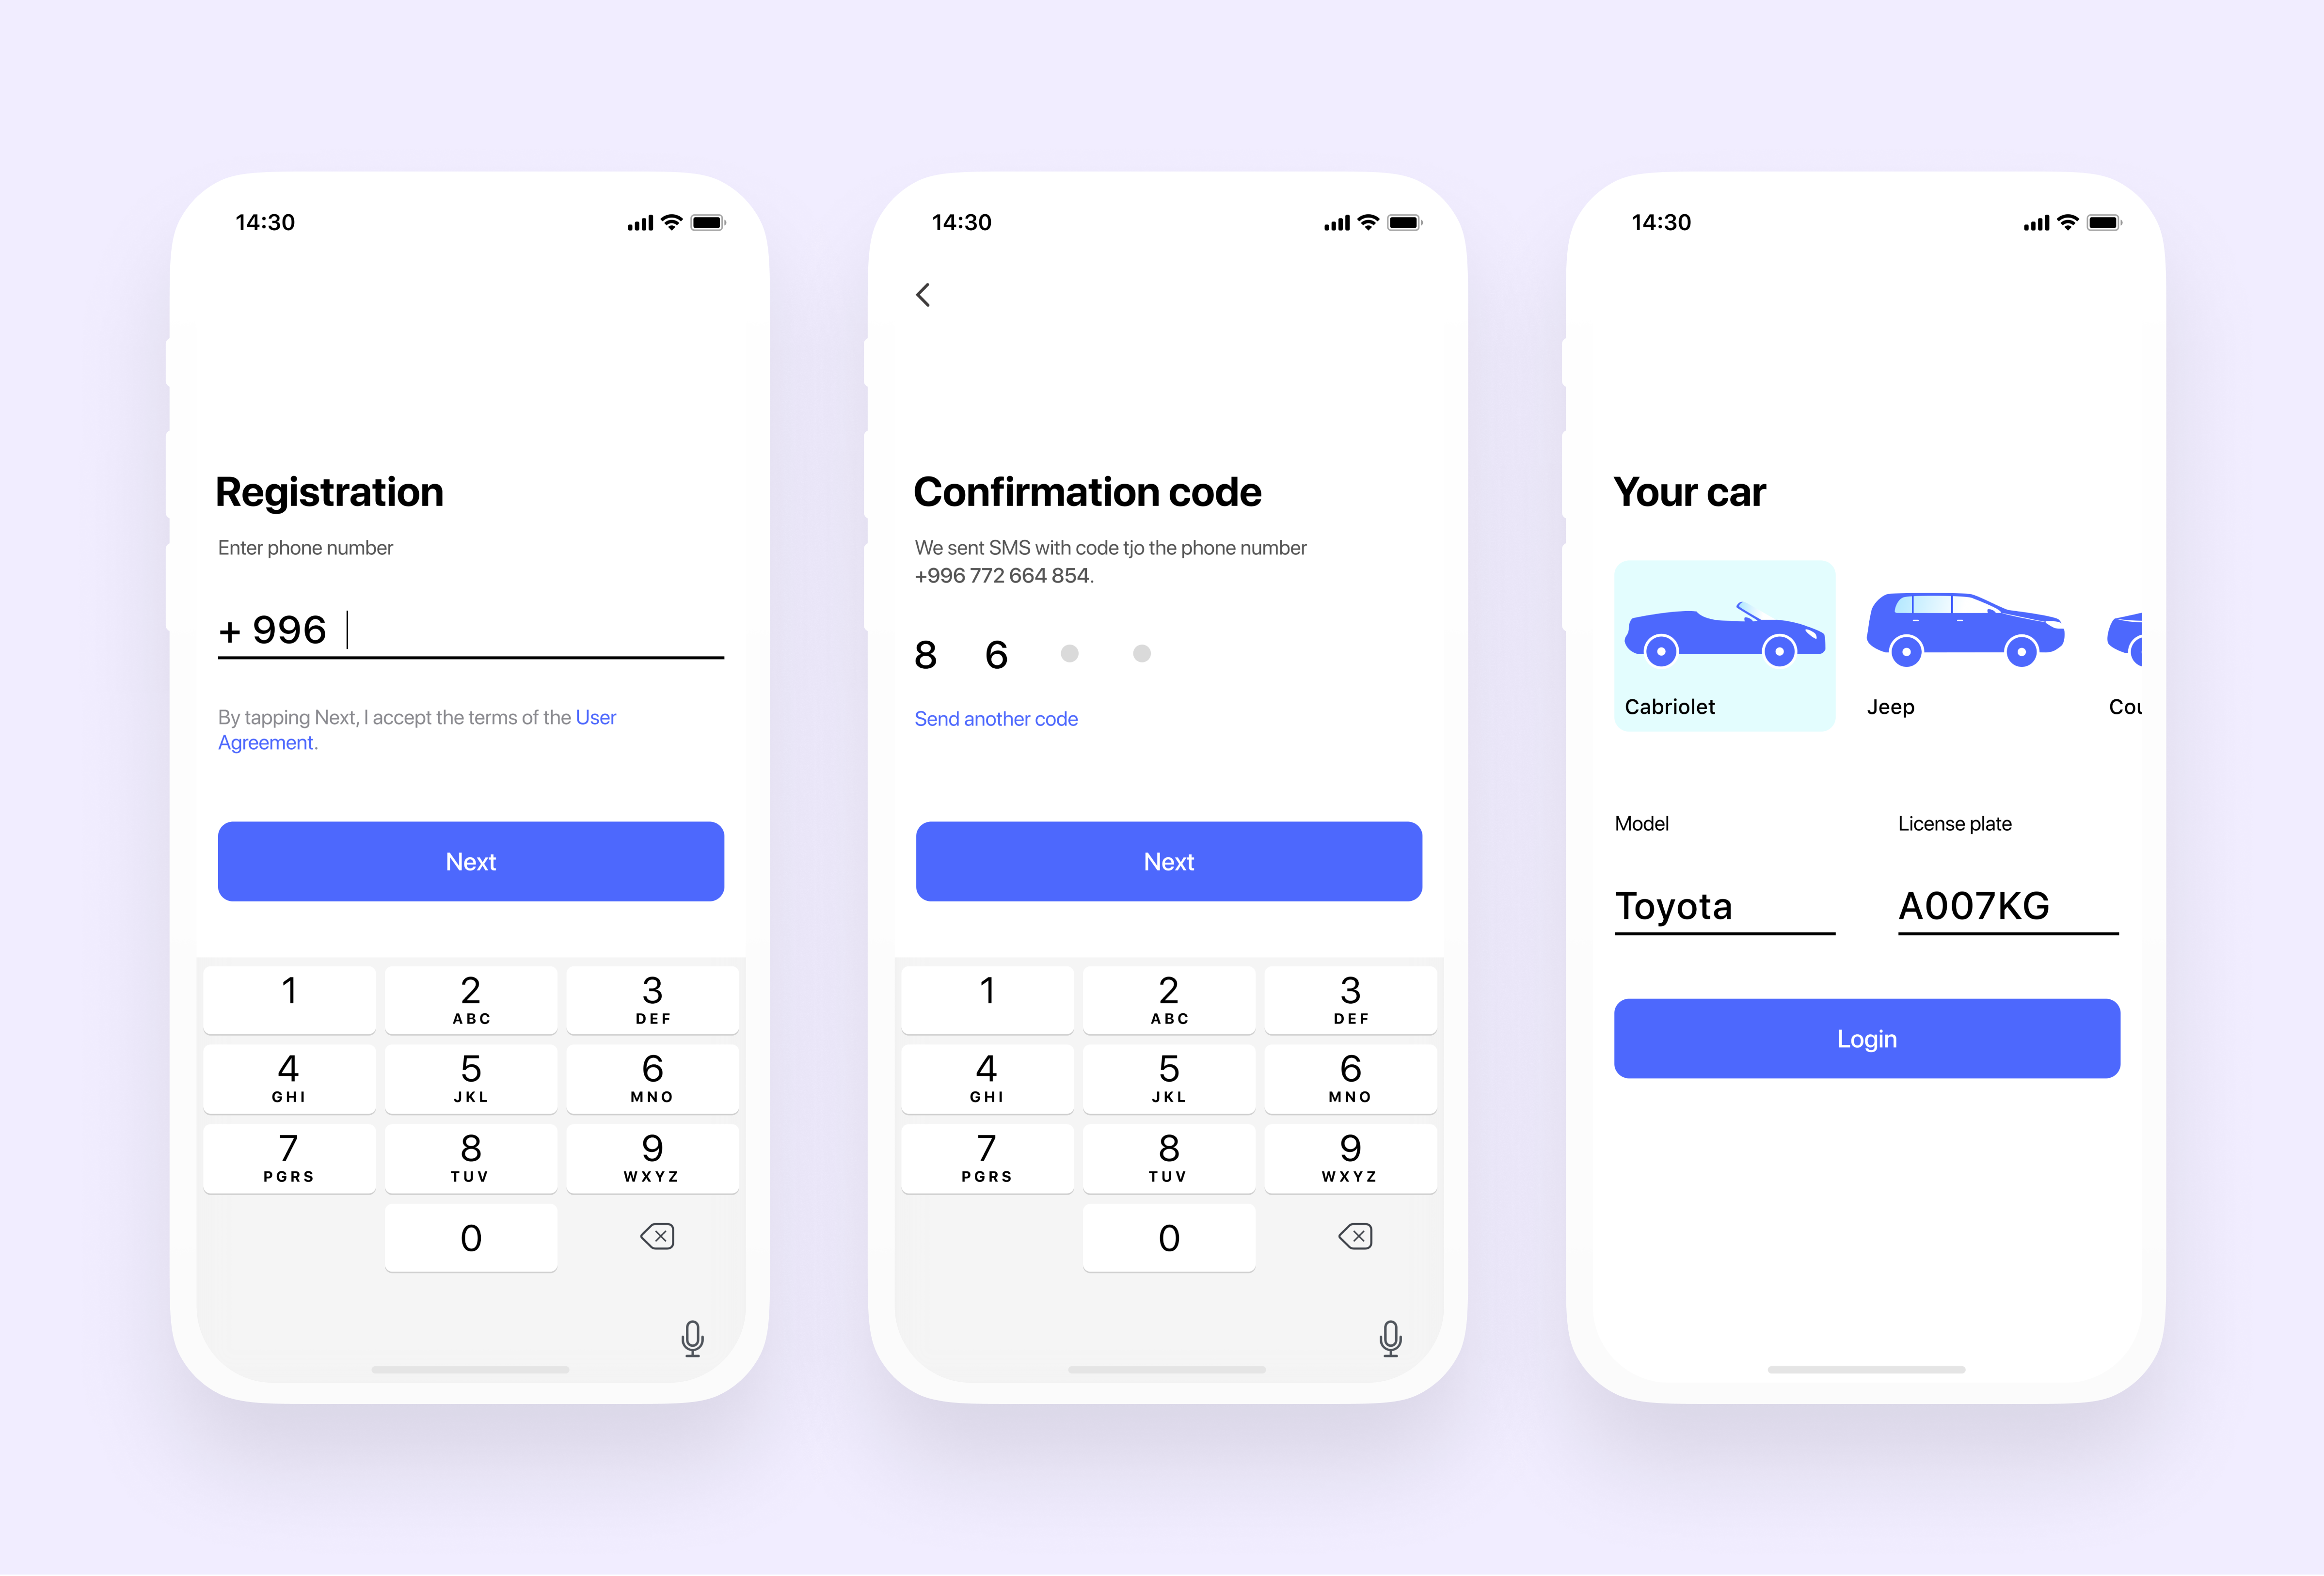 14:30
Registration
Enter phone number
+ 996
By tapping Next, I accept the terms of the User
Agreement.
Next
1
2
ABC
3
DEF
4
GHI
5
JKL
6
MNO
7
PGRS
8
TUV
9
WXYZ
0
14:30
Confirmation code
We sent SMS with code tjo the phone number
+996 772 664 854.
8 6
Send another code
Next
1
2
ABC
3
DEF
4
GHI
5
JKL
6
MNO
7
PGRS
8
TUV
9
WXYZ
0
14:30
Your car
Cabriolet
Jeep
Cou
Model
License plate
Toyota
A007KG
Login